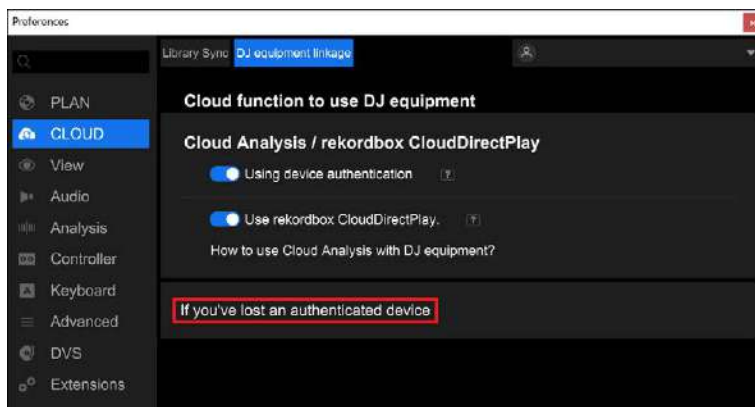 Preferences
Library Sync DJ equipment linkage
PLAN
CLOUD
View
Audio
Analysis
Controller
Keyboard
Advanced
DVS
Extensions
Cloud function to use DJ equipment
Cloud Analysis / rekordbox CloudDirectPlay
Using device authentication ?
Use rekordbox CloudDirectPlay. ?
How to use Cloud Analysis with DJ equipment?
If you've lost an authenticated device